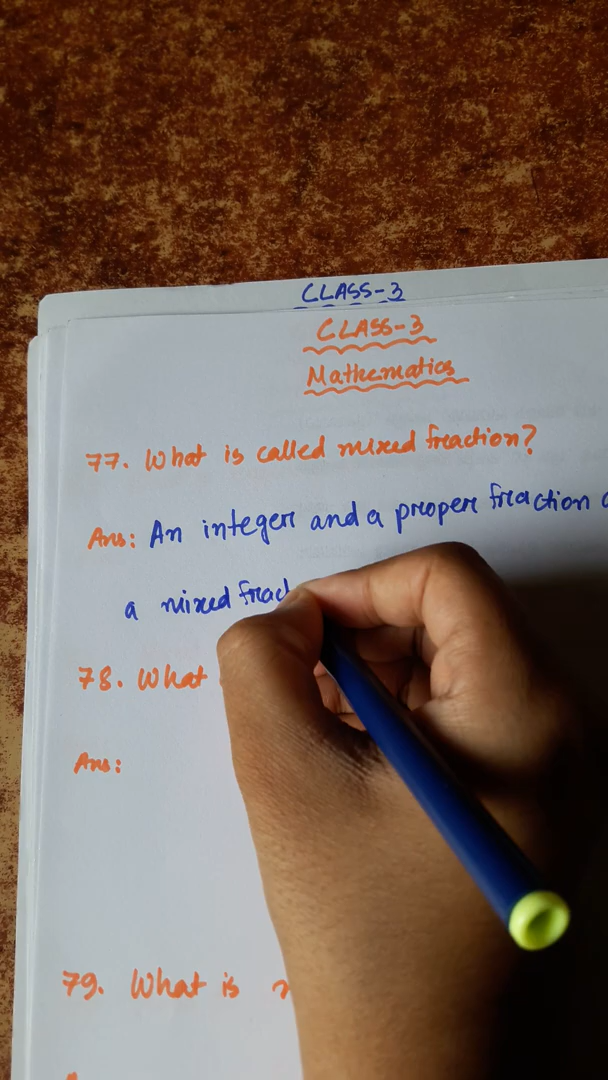 CLASS-3
CLASS-3
Mathematics
77. What is called mixed fraction?
Ans: An integer and a proper fraction
a mixed fract
78. What
Ans:
79. What is